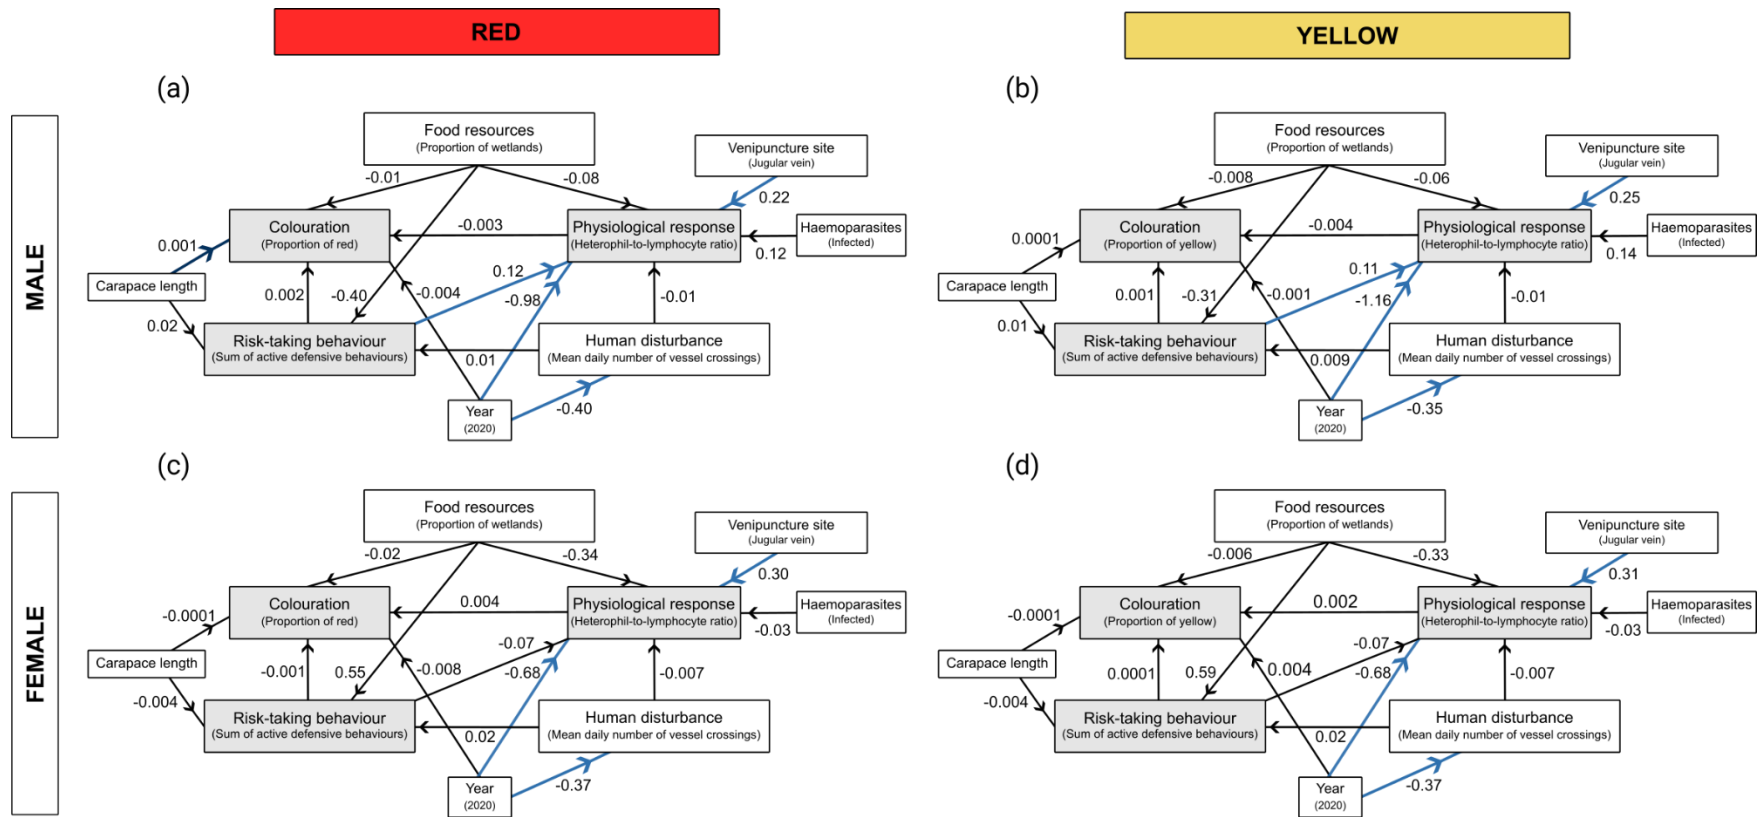 RED
YELLOW
MALE
FEMALE
(a)
Food resources
(Proportion of wetlands)
Venipuncture site
(Jugular vein)
-0.01
-0.08
0.22
Colouration
(Proportion of red)
-0.003
Physiological response
(Heterophil-to-lymphocyte ratio)
Haemoparasites
(Infected)
0.12
0.001
Carapace length
0.02
0.002
-0.40
-0.004
0.12
-0.98
-0.01
Risk-taking behaviour
(Sum of active defensive behaviours)
0.01
Human disturbance
(Mean daily number of vessel crossings)
Year
(2020)
-0.40
(b)
Food resources
(Proportion of wetlands)
Venipuncture site
(Jugular vein)
-0.008
-0.06
0.25
Colouration
(Proportion of yellow)
-0.004
Physiological response
(Heterophil-to-lymphocyte ratio)
Haemoparasites
(Infected)
0.14
0.0001
Carapace length
0.01
0.001
-0.31
-0.001
0.11
-1.16
-0.01
Risk-taking behaviour
(Sum of active defensive behaviours)
0.009
Human disturbance
(Mean daily number of vessel crossings)
Year
(2020)
-0.35
(c)
Food resources
(Proportion of wetlands)
Venipuncture site
(Jugular vein)
-0.02
-0.34
0.30
Colouration
(Proportion of red)
0.004
Physiological response
(Heterophil-to-lymphocyte ratio)
Haemoparasites
(Infected)
-0.03
-0.0001
Carapace length
-0.004
-0.001
0.55
-0.008
-0.07
-0.68
-0.007
Risk-taking behaviour
(Sum of active defensive behaviours)
0.02
Human disturbance
(Mean daily number of vessel crossings)
Year
(2020)
-0.37
(d)
Food resources
(Proportion of wetlands)
Venipuncture site
(Jugular vein)
-0.006
-0.33
0.31
Colouration
(Proportion of yellow)
0.002
Physiological response
(Heterophil-to-lymphocyte ratio)
Haemoparasites
(Infected)
-0.03
-0.0001
Carapace length
-0.004
0.0001
0.59
0.004
-0.07
-0.68
-0.007
Risk-taking behaviour
(Sum of active defensive behaviours)
0.02
Human disturbance
(Mean daily number of vessel crossings)
Year
(2020)
-0.37